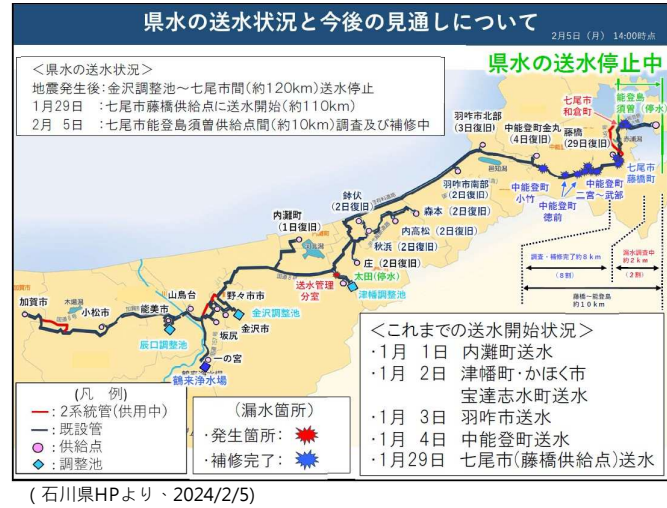 県水の送水状況と今後の見通しについて
2月5日（月） 14:00時点
＜県水の送水状況＞
地震発生後：金沢調整池～七尾市間(約120km)送水停止
1月29日 ：七尾市藤橋供給点に送水開始(約110km)
2月 5日 ：七尾市能登島須曽供給点間(約10km)調査及び補修中
県水の送水停止中
七尾市
和倉町
能登島
須曽（停水）
羽咋市北部
（3日復旧）
中能登町金丸
（4日復旧）
藤橋
（29日復旧）
七尾市
藤橋町
中能登町
小竹
中能登町
徳前
中能登町
二宮～武部
鉢伏
（2日復旧）
羽咋市南部
（2日復旧）
内灘町
（1日復旧）
森本（2日復旧）
内高松（2日復旧）
秋浜（2日復旧）
庄（2日復旧）
太田(停水)
送水管理
分室
津幡調整池
調査・補修完了約8km
（8割）
漏水調査中
約2km
（2割）
藤橋～能登島
約10km
加賀市
小松市
能美市
山島台
野々市市
金沢調整池
金沢市
坂尻
辰口調整池
一の宮
鶴来浄水場
＜これまでの送水開始状況＞
・1月 1日 内灘町送水
・1月 2日 津幡町・かほく市
宝達志水町送水
・1月 3日 羽咋市送水
・1月 4日 中能登町送水
・1月29日 七尾市(藤橋供給点)送水
(凡 例)
：2系統管(供用中)
：既設管
：供給点
：調整池
（漏水箇所）
・発生箇所：
・補修完了：
( 石川県HPより、2024/2/5)